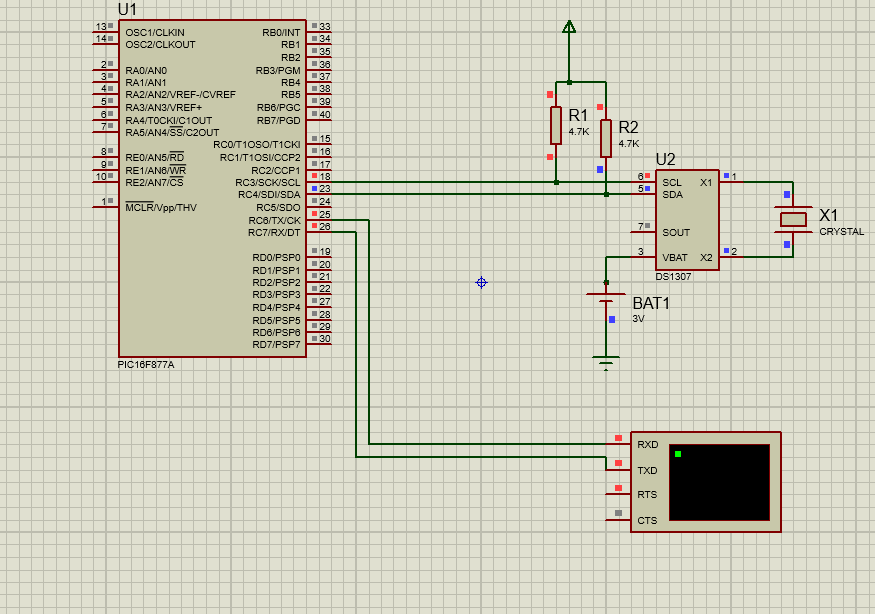 U1
13 OSC1/CLKIN RB0/INT 33
14 OSC2/CLKOUT RB1 34
RB2 35
2 RA0/AN0 RB3/PGM 36
3 RA1/AN1 RB4 37
4 RA2/AN2/VREF-/CVREF RB5 38
5 RA3/AN3/VREF+ RB6/PGC 39
6 RA4/T0CKI/C1OUT RB7/PGD 40
7 RA5/AN4/SS/C2OUT
RC0/T1OSO/T1CKI 15
8 RE0/AN5/RD RC1/T1OSI/CCP2 16
9 RE1/AN6/WR RC2/CCP1 17
10 RE2/AN7/CS RC3/SCK/SCL 18
RC4/SDI/SDA 23
1 MCLR/Vpp/THV RC5/SDO 24
RC6/TX/CK 25
RC7/RX/DT 26
RD0/PSP0 19
RD1/PSP1 20
RD2/PSP2 21
RD3/PSP3 22
RD4/PSP4 27
RD5/PSP5 28
RD6/PSP6 29
RD7/PSP7 30
PIC16F877A
R1
4.7K
R2
4.7K
U2
6 SCL X1 1
5 SDA
7 SOUT
3 VBAT X2 2
DS1307
X1
CRYSTAL
BAT1
3V
RXD
TXD
RTS
CTS